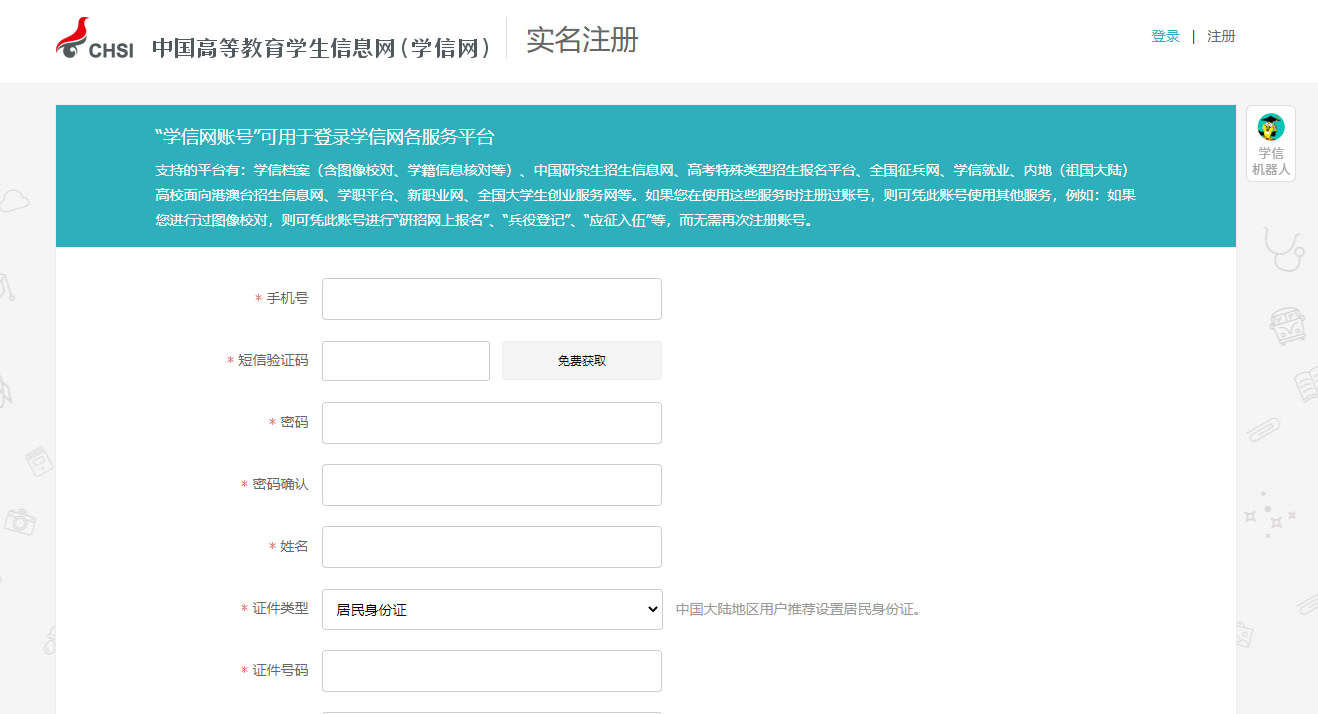 CHSI 中国高等教育学生信息网(学信网) 实名注册
登录 | 注册
“学信网账号”可用于登录学信网各服务平台
支持的平台有：学信档案（含图像校对、学籍信息核对等）、中国研究生招生信息网、高考特殊类型招生报名平台、全国征兵网、学信就业、内地（祖国大陆）
高校面向港澳台招生信息网、学职平台、新职业网、全国大学生创业服务网等。如果您在使用这些服务时注册过账号，则可凭此账号使用其他服务，例如：如果
您进行过图像校对，则可凭此账号进行“研招网上报名”、“兵役登记”、“应征入伍”等，而无需再次注册账号。
学信
机器人
* 手机号
* 短信验证码 免费获取
* 密码
* 密码确认
* 姓名
* 证件类型 居民身份证 中国大陆地区用户推荐设置居民身份证。
* 证件号码